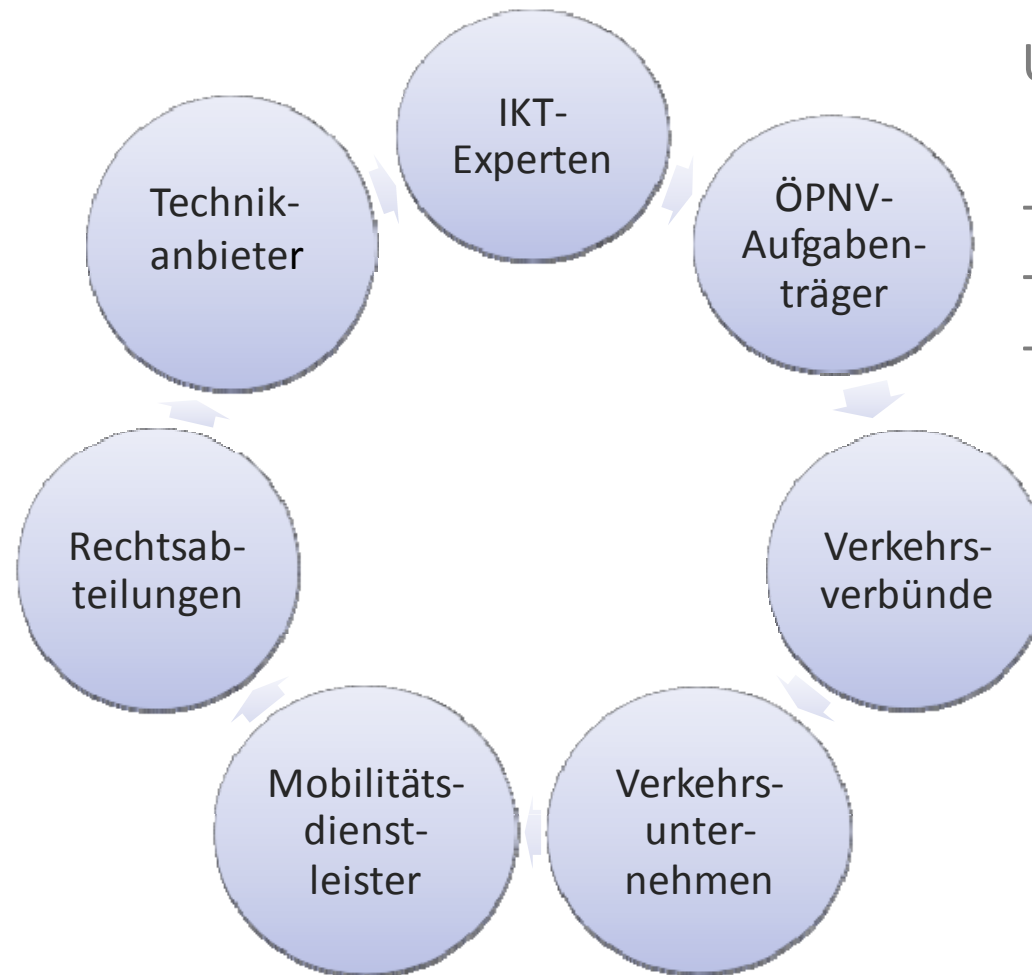 IKT-
Experten
ÖPNV-
Aufgaben-
träger
Verkehrs-
verbünde
Verkehrs-
unter-
nehmen
Mobilitäts-
dienst-
leister
Rechtsab-
teilungen
Technik-
anbieter